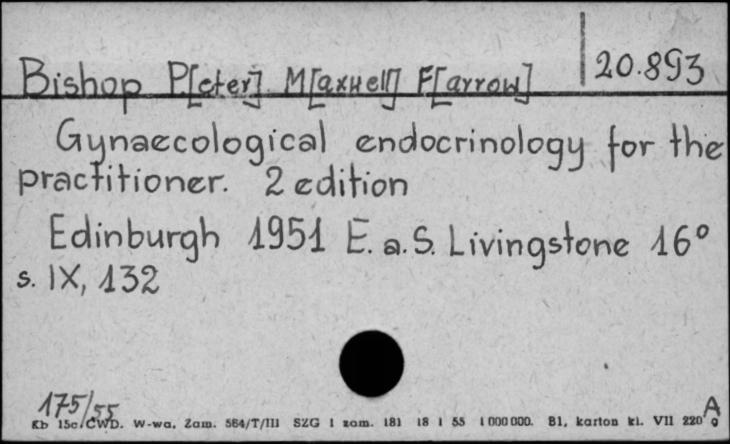 20.893
Bishop P[eter] M[axwell] F[arrow]
Gynaecological endocrinology for the
practitioner. 2 edition
Edinburgh 1951 E. a. S. Livingstone 16°
s. IX, 132
175/55 A
Kb 15c. CWD. W-wa. Zam. 564/T/III SZG 1 zam. 181 18 1 55 1 000 000. B1, karton kl. VII 220 g